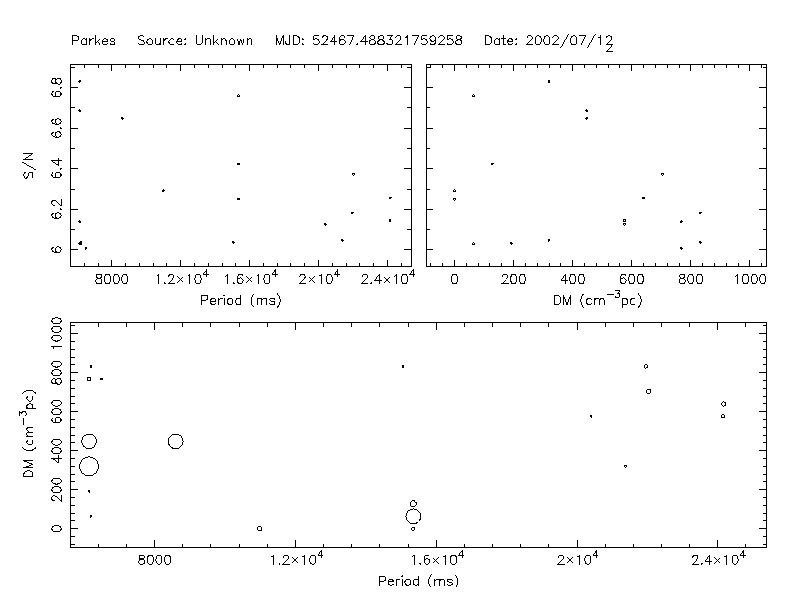 Parkes Source: Unknown MJD: 52467.488321759258 Date: 2002/07/12
2
6.8
6.6
6.4
6.2
6
S/N
8000 1.2×10⁴ 1.6×10⁴ 2×10⁴ 2.4×10⁴
Period (ms)
0 200 400 600 800 1000
DM (cm⁻³pc)
1000
800
600
400
200
0
DM (cm⁻³pc)
8000 1.2×10⁴ 1.6×10⁴ 2×10⁴ 2.4×10⁴
Period (ms)